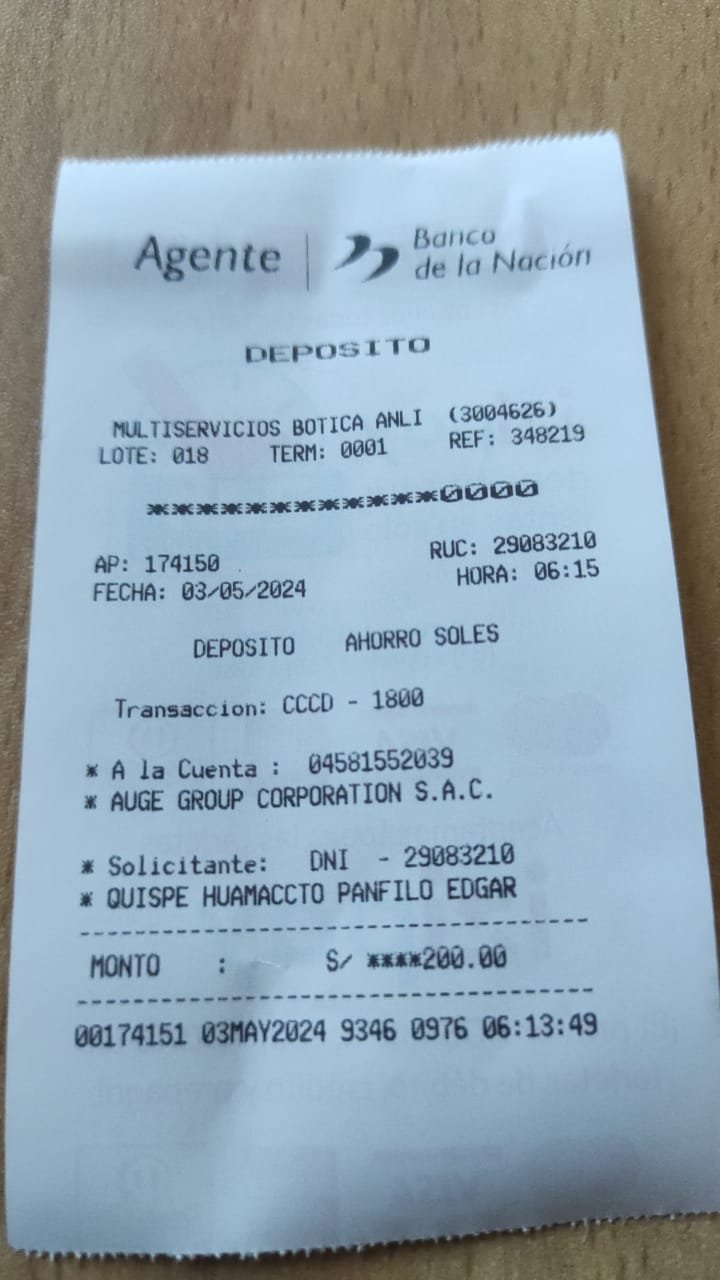 Agente | Banco de la Nación
DEPOSITO
MULTISERVICIOS BOTICA ANLI (3004626)
LOTE: 018 TERM: 0001 REF: 348219
************0000
AP: 174150 RUC: 29083210
FECHA: 03/05/2024 HORA: 06:15
DEPOSITO AHORRO SOLES
Transaccion: CCCD - 1800
* A la Cuenta : 04581552039
* AUGE GROUP CORPORATION S.A.C.
* Solicitante: DNI - 29083210
* QUISPE HUAMACCTO PANFILO EDGAR
MONTO : S/ ****200.00
00174151 03MAY2024 9346 0976 06:13:49